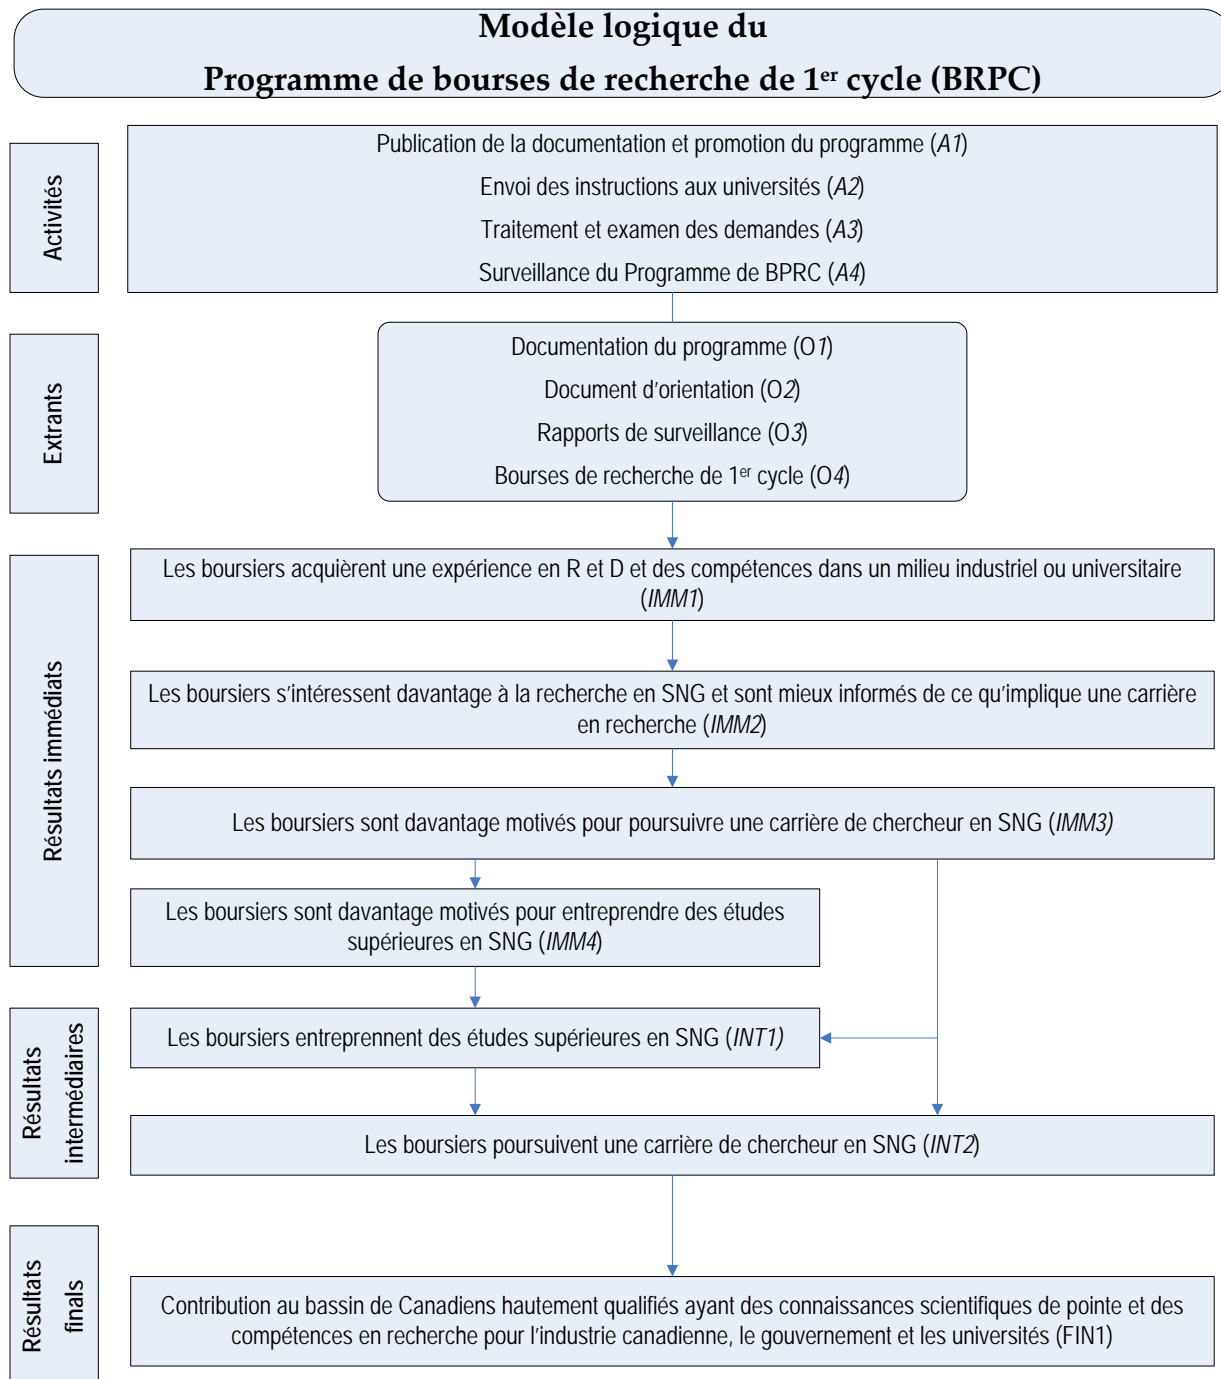 Modèle logique du
Programme de bourses de recherche de 1er cycle (BRPC)
Activités
Publication de la documentation et promotion du programme (A1)
Envoi des instructions aux universités (A2)
Traitement et examen des demandes (A3)
Surveillance du Programme de BPRC (A4)
Extrants
Documentation du programme (O1)
Document d'orientation (O2)
Rapports de surveillance (O3)
Bourses de recherche de 1er cycle (O4)
Résultats immédiats
Les boursiers acquièrent une expérience en R et D et des compétences dans un milieu industriel ou universitaire
(IMM1)
Les boursiers s'intéressent davantage à la recherche en SNG et sont mieux informés de ce qu'implique une carrière
en recherche (IMM2)
Les boursiers sont davantage motivés pour poursuivre une carrière de chercheur en SNG (IMM3)
Les boursiers sont davantage motivés pour entreprendre des études
supérieures en SNG (IMM4)
Résultats
intermédiaires
Les boursiers entreprennent des études supérieures en SNG (INT1)
Les boursiers poursuivent une carrière de chercheur en SNG (INT2)
Résultats
finals
Contribution au bassin de Canadiens hautement qualifiés ayant des connaissances scientifiques de pointe et des
compétences en recherche pour l'industrie canadienne, le gouvernement et les universités (FIN1)